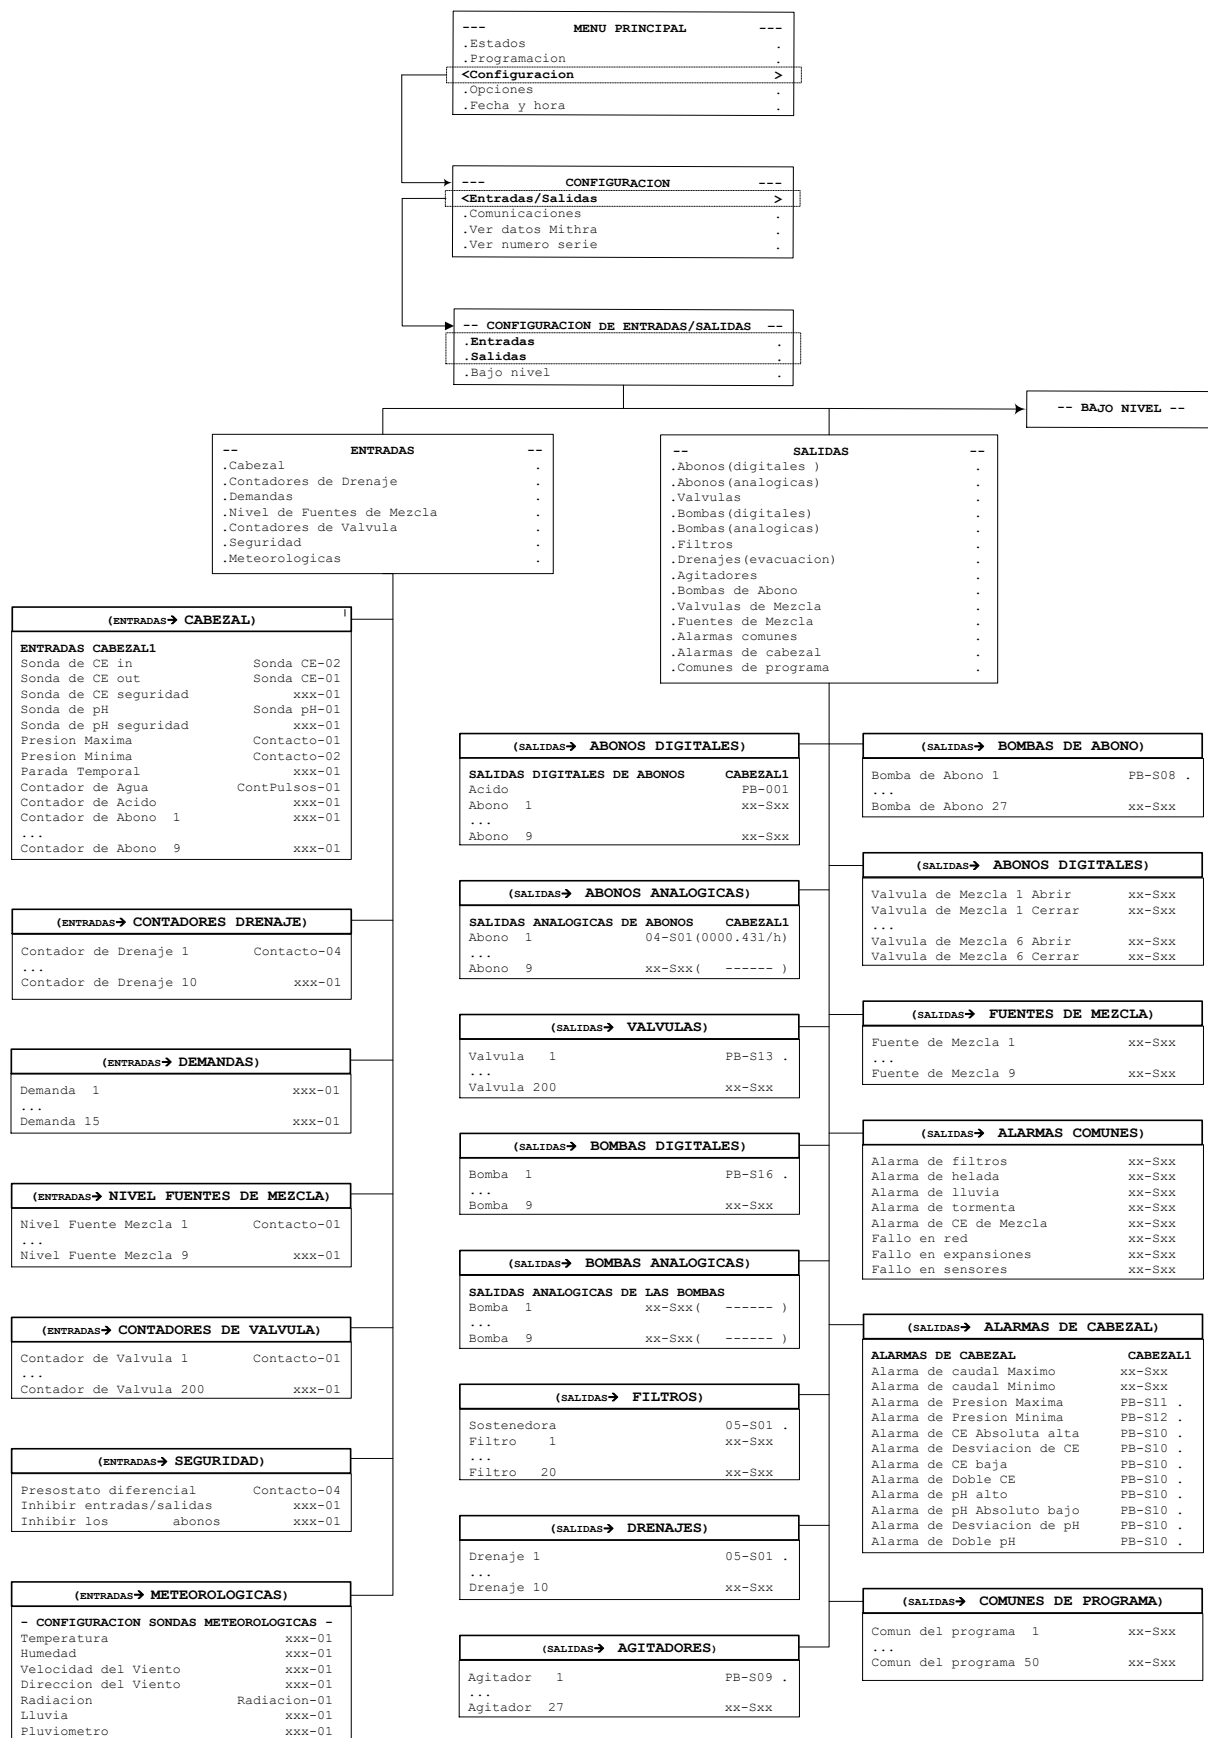 --- MENU PRINCIPAL ---
.Estados .
.Programacion .
<Configuracion >
.Opciones .
.Fecha y hora .
--- CONFIGURACION ---
<Entradas/Salidas >
.Comunicaciones .
.Ver datos Mithra .
.Ver numero serie .
-- CONFIGURACION DE ENTRADAS/SALIDAS --
.Entradas .
.Salidas .
.Bajo nivel .
-- BAJO NIVEL --
-- ENTRADAS --
.Cabezal .
.Contadores de Drenaje .
.Demandas .
.Nivel de Fuentes de Mezcla .
.Contadores de Valvula .
.Seguridad .
.Meteorologicas .
-- SALIDAS --
.Abonos(digitales ) .
.Abonos(analogicas) .
.Valvulas .
.Bombas(digitales) .
.Bombas(analogicas) .
.Filtros .
.Drenajes(evacuacion) .
.Agitadores .
.Bombas de Abono .
.Valvulas de Mezcla .
.Fuentes de Mezcla .
.Alarmas comunes .
.Alarmas de cabezal .
.Comunes de programa .
(ENTRADAS→ CABEZAL)
ENTRADAS CABEZAL1
Sonda de CE in Sonda CE-02
Sonda de CE out Sonda CE-01
Sonda de CE seguridad xxx-01
Sonda de pH Sonda pH-01
Sonda de pH seguridad xxx-01
Presion Maxima Contacto-01
Presion Minima Contacto-02
Parada Temporal xxx-01
Contador de Agua ContPulsos-01
Contador de Acido xxx-01
Contador de Abono 1 xxx-01
...
Contador de Abono 9 xxx-01
(ENTRADAS→ CONTADORES DRENAJE)
Contador de Drenaje 1 Contacto-04
...
Contador de Drenaje 10 xxx-01
(ENTRADAS→ DEMANDAS)
Demanda 1 xxx-01
...
Demanda 15 xxx-01
(ENTRADAS→ NIVEL FUENTES DE MEZCLA)
Nivel Fuente Mezcla 1 Contacto-01
...
Nivel Fuente Mezcla 9 xxx-01
(ENTRADAS→ CONTADORES DE VALVULA)
Contador de Valvula 1 Contacto-01
...
Contador de Valvula 200 xxx-01
(ENTRADAS→ SEGURIDAD)
Presostato diferencial Contacto-04
Inhibir entradas/salidas xxx-01
Inhibir los abonos xxx-01
(ENTRADAS→ METEOROLOGICAS)
- CONFIGURACION SONDAS METEOROLOGICAS -
Temperatura xxx-01
Humedad xxx-01
Velocidad del Viento xxx-01
Direccion del Viento xxx-01
Radiacion Radiacion-01
Lluvia xxx-01
Pluviometro xxx-01
(SALIDAS→ ABONOS DIGITALES)
SALIDAS DIGITALES DE ABONOS CABEZAL1
Acido PB-001
Abono 1 xx-Sxx
...
Abono 9 xx-Sxx
(SALIDAS→ ABONOS ANALOGICAS)
SALIDAS ANALOGICAS DE ABONOS CABEZAL1
Abono 1 04-S01(0000.43l/h)
...
Abono 9 xx-Sxx( ------ )
(SALIDAS→ VALVULAS)
Valvula 1 PB-S13 .
...
Valvula 200 xx-Sxx
(SALIDAS→ BOMBAS DIGITALES)
Bomba 1 PB-S16 .
...
Bomba 9 xx-Sxx
(SALIDAS→ BOMBAS ANALOGICAS)
SALIDAS ANALOGICAS DE LAS BOMBAS
Bomba 1 xx-Sxx( ------ )
...
Bomba 9 xx-Sxx( ------ )
(SALIDAS→ FILTROS)
Sostenedora 05-S01 .
Filtro 1 xx-Sxx
...
Filtro 20 xx-Sxx
(SALIDAS→ DRENAJES)
Drenaje 1 05-S01 .
...
Drenaje 10 xx-Sxx
(SALIDAS→ AGITADORES)
Agitador 1 PB-S09 .
...
Agitador 27 xx-Sxx
(SALIDAS→ BOMBAS DE ABONO)
Bomba de Abono 1 PB-S08 .
...
Bomba de Abono 27 xx-Sxx
(SALIDAS→ ABONOS DIGITALES)
Valvula de Mezcla 1 Abrir xx-Sxx
Valvula de Mezcla 1 Cerrar xx-Sxx
...
Valvula de Mezcla 6 Abrir xx-Sxx
Valvula de Mezcla 6 Cerrar xx-Sxx
(SALIDAS→ FUENTES DE MEZCLA)
Fuente de Mezcla 1 xx-Sxx
...
Fuente de Mezcla 9 xx-Sxx
(SALIDAS→ ALARMAS COMUNES)
Alarma de filtros xx-Sxx
Alarma de helada xx-Sxx
Alarma de lluvia xx-Sxx
Alarma de tormenta xx-Sxx
Alarma de CE de Mezcla xx-Sxx
Fallo en red xx-Sxx
Fallo en expansiones xx-Sxx
Fallo en sensores xx-Sxx
(SALIDAS→ ALARMAS DE CABEZAL)
ALARMAS DE CABEZAL CABEZAL1
Alarma de caudal Maximo xx-Sxx
Alarma de caudal Minimo xx-Sxx
Alarma de Presion Maxima PB-S11 .
Alarma de Presion Minima PB-S12 .
Alarma de CE Absoluta alta PB-S10 .
Alarma de Desviacion de CE PB-S10 .
Alarma de CE baja PB-S10 .
Alarma de Doble CE PB-S10 .
Alarma de pH alto PB-S10 .
Alarma de pH Absoluto bajo PB-S10 .
Alarma de Desviacion de pH PB-S10 .
Alarma de Doble pH PB-S10 .
(SALIDAS→ COMUNES DE PROGRAMA)
Comun del programa 1 xx-Sxx
...
Comun del programa 50 xx-Sxx